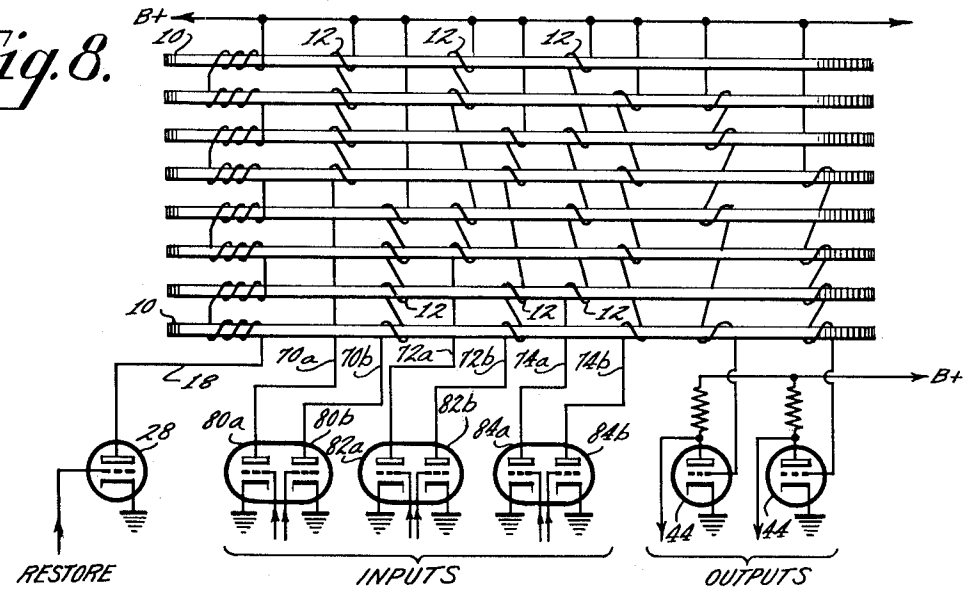 Fig. 8.
B+
10
12
12
12
12
12
12
10
18
70a
70b
72a
72b
74a
74b
B+
28
80a
80b
82a
82b
84a
84b
44
44
RESTORE
INPUTS
OUTPUTS